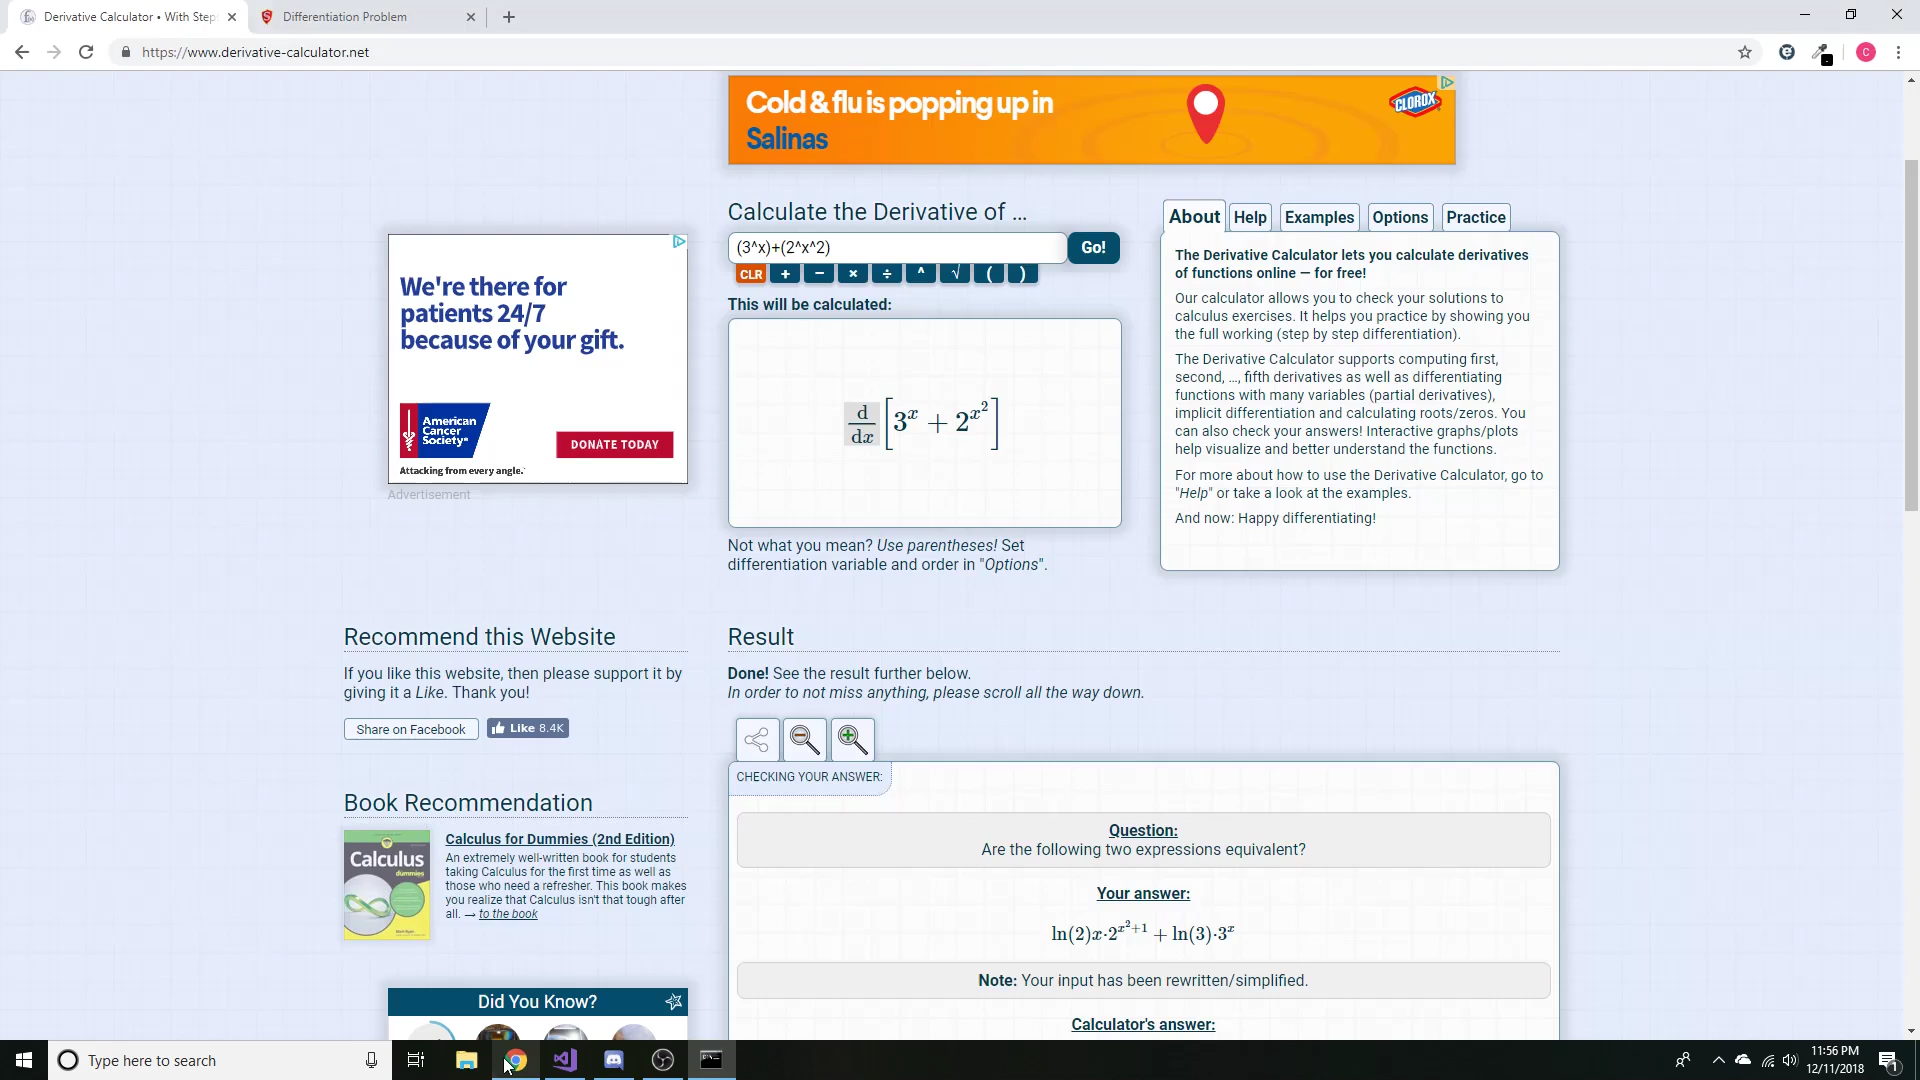 Derivative Calculator • With Step
Differentiation Problem
https://www.derivative-calculator.net
C
Cold & flu is popping up in
Salinas
CLOROX
We're there for
patients 24/7
because of your gift.
American
Cancer
Society®
DONATE TODAY
Attacking from every angle.
Advertisement
Calculate the Derivative of ...
(3^x)+(2^x^2)
Go!
CLR + − × ÷ ^ √ ( )
This will be calculated:
d/dx [3^x + 2^{x^2}]
Not what you mean? Use parentheses! Set
differentiation variable and order in "Options".
About Help Examples Options Practice
The Derivative Calculator lets you calculate derivatives
of functions online — for free!
Our calculator allows you to check your solutions to
calculus exercises. It helps you practice by showing you
the full working (step by step differentiation).
The Derivative Calculator supports computing first,
second, ..., fifth derivatives as well as differentiating
functions with many variables (partial derivatives),
implicit differentiation and calculating roots/zeros. You
can also check your answers! Interactive graphs/plots
help visualize and better understand the functions.
For more about how to use the Derivative Calculator, go to
"Help" or take a look at the examples.
And now: Happy differentiating!
Recommend this Website
If you like this website, then please support it by
giving it a Like. Thank you!
Share on Facebook
Like 8.4K
Book Recommendation
Calculus
dummies
Calculus for Dummies (2nd Edition)
An extremely well-written book for students
taking Calculus for the first time as well as
those who need a refresher. This book makes
you realize that Calculus isn't that tough after
all. → to the book
Did You Know?
Result
Done! See the result further below.
In order to not miss anything, please scroll all the way down.
CHECKING YOUR ANSWER:
Question:
Are the following two expressions equivalent?
Your answer:
ln(2)x·2^{x^2+1} + ln(3)·3^x
Note: Your input has been rewritten/simplified.
Calculator's answer:
Type here to search
11:56 PM
12/11/2018
1